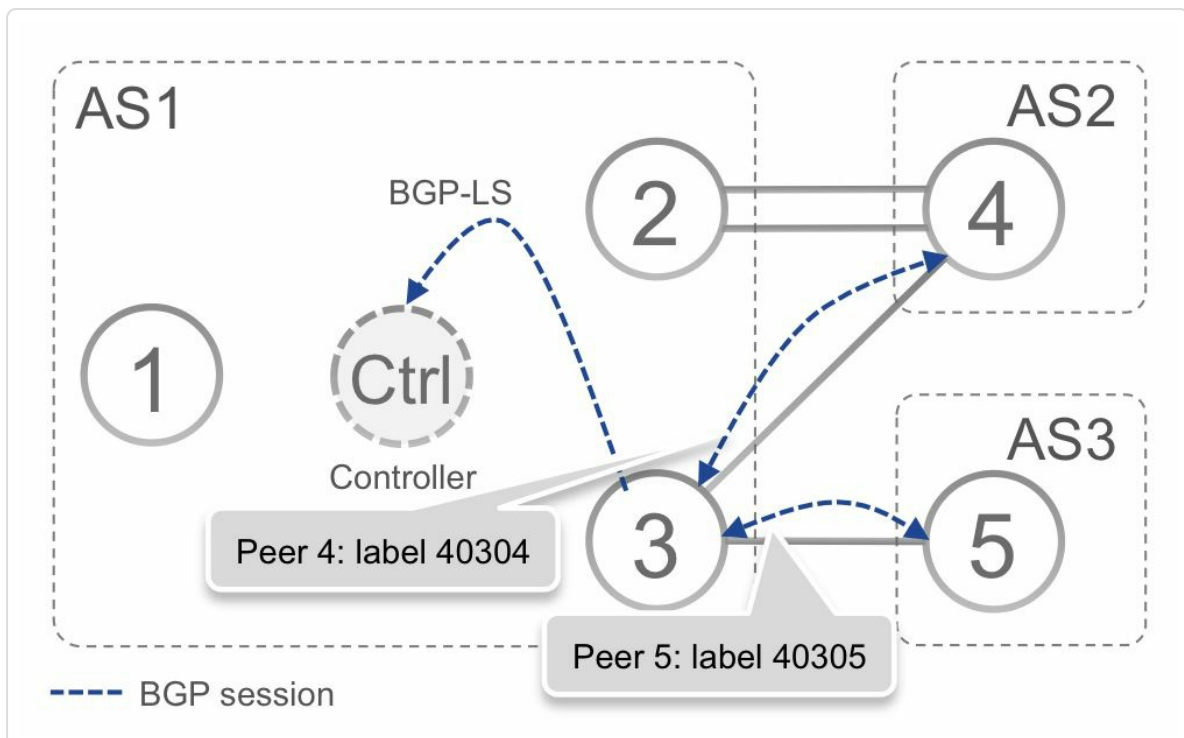 AS1
AS2
BGP-LS
2
4
1
Ctrl
Controller
AS3
Peer 4: label 40304
3
5
Peer 5: label 40305
BGP session